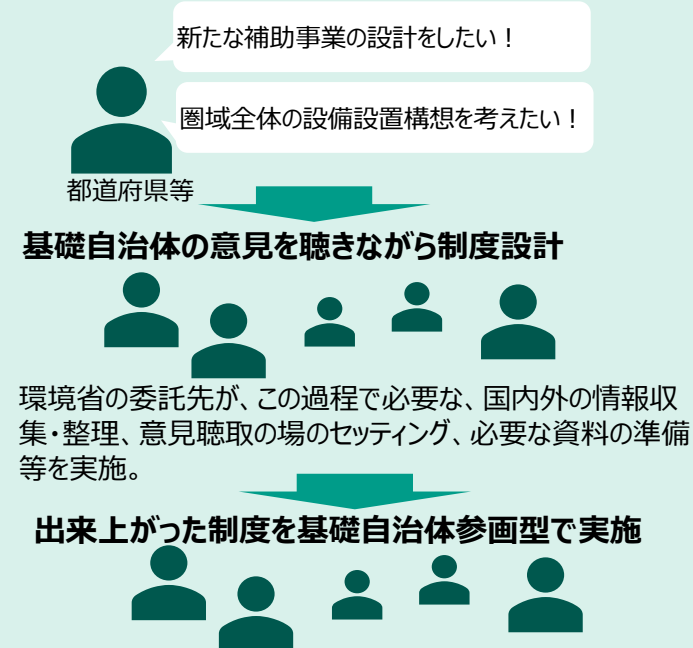 新たな補助事業の設計をしたい！
圏域全体の設備設置構想を考えたい！
都道府県等
基礎自治体の意見を聴きながら制度設計
環境省の委託先が、この過程で必要な、国内外の情報収
集・整理、意見聴取の場のセッティング、必要な資料の準備
等を実施。
出来上がった制度を基礎自治体参画型で実施